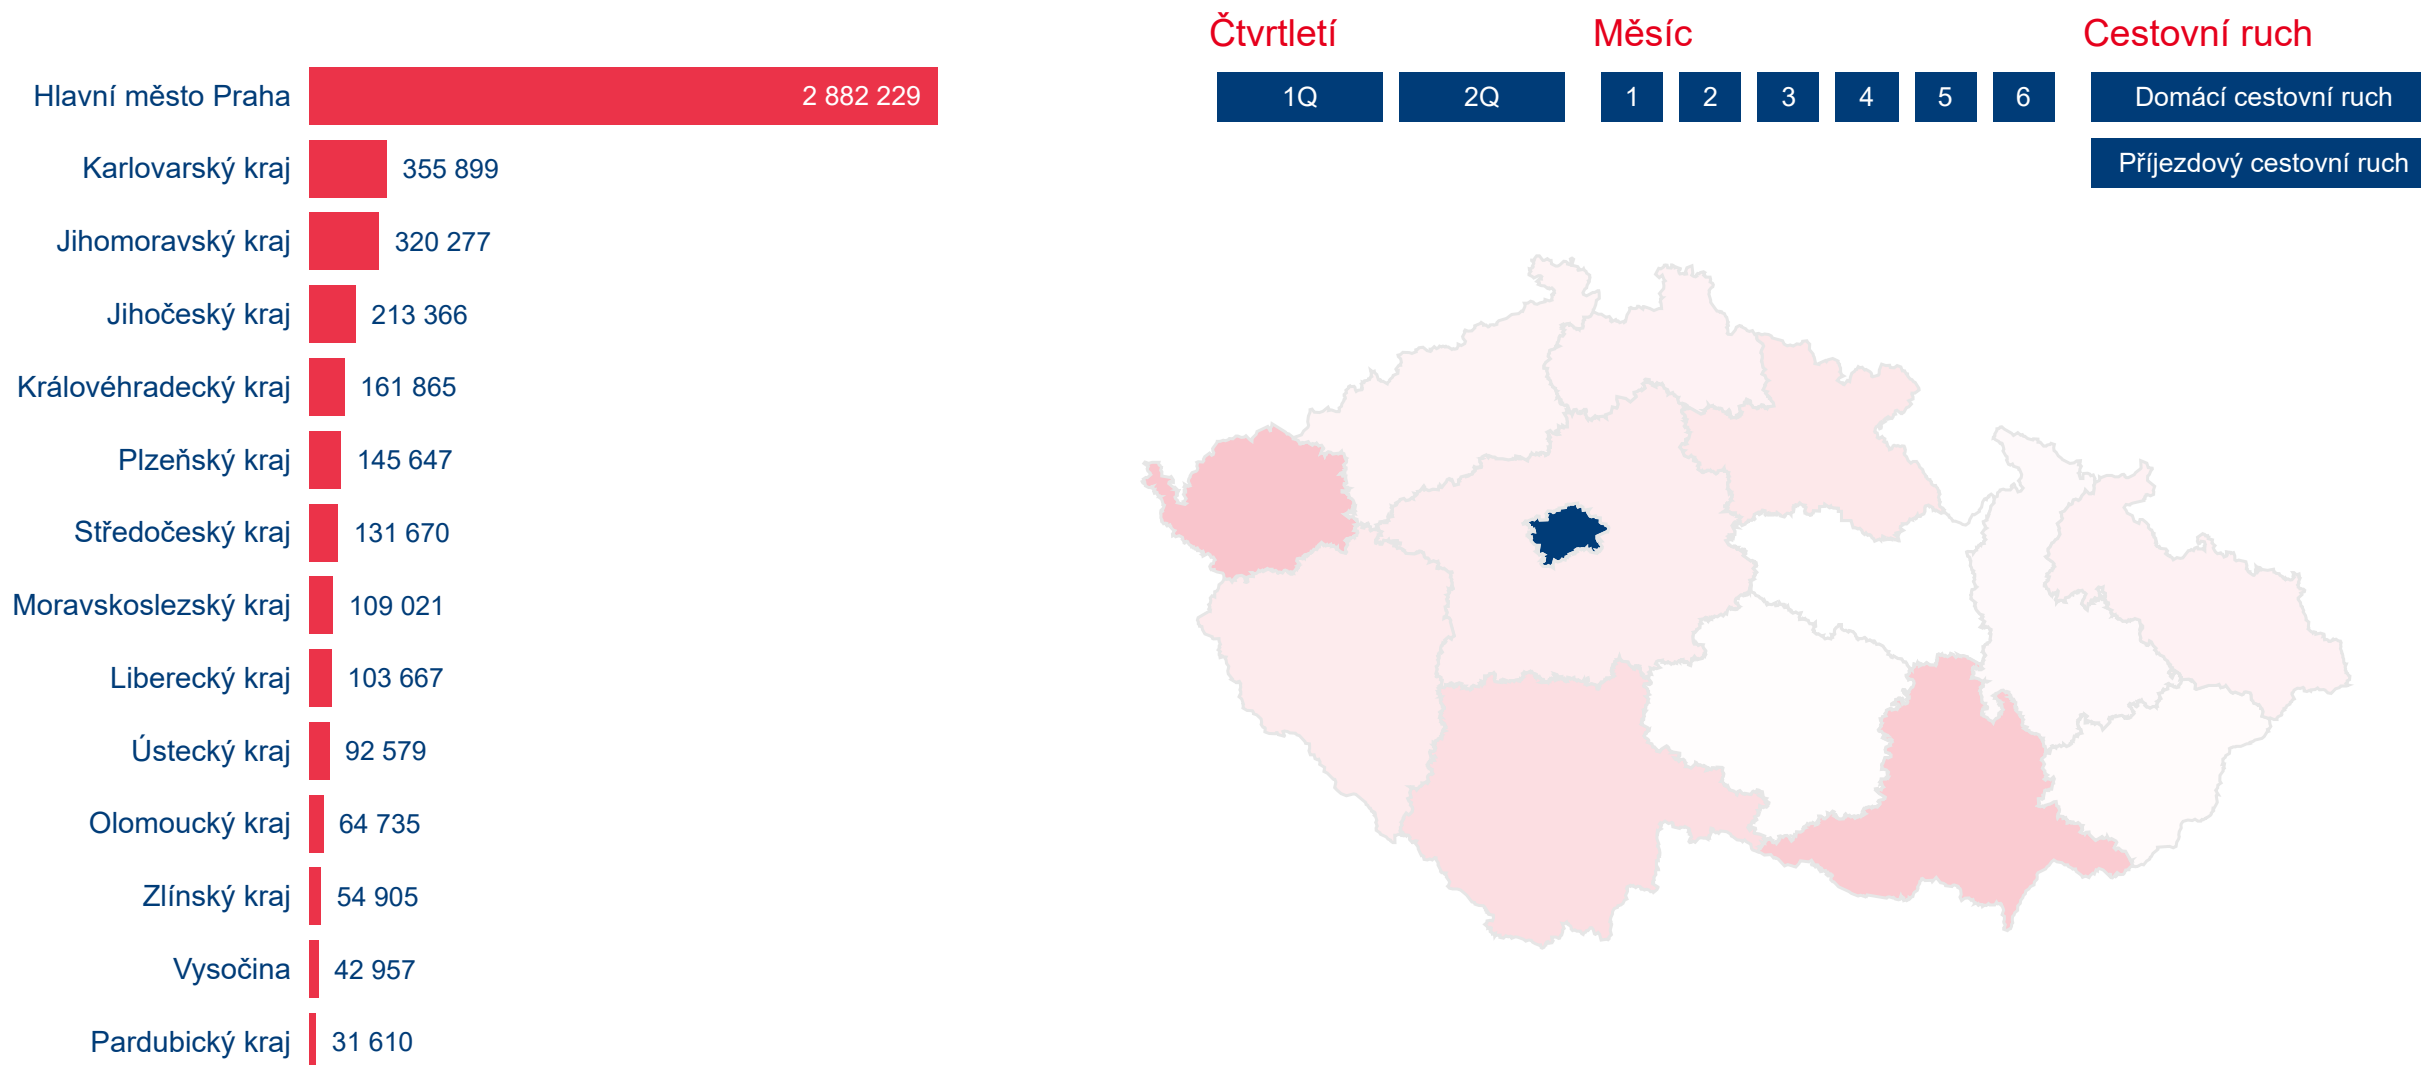 Čtvrtletí
Měsíc
Cestovní ruch
1Q
2Q
1
2
3
4
5
6
Domácí cestovní ruch
Příjezdový cestovní ruch
Hlavní město Praha 2 882 229
Karlovarský kraj 355 899
Jihomoravský kraj 320 277
Jihočeský kraj 213 366
Královéhradecký kraj 161 865
Plzeňský kraj 145 647
Středočeský kraj 131 670
Moravskoslezský kraj 109 021
Liberecký kraj 103 667
Ústecký kraj 92 579
Olomoucký kraj 64 735
Zlínský kraj 54 905
Vysočina 42 957
Pardubický kraj 31 610